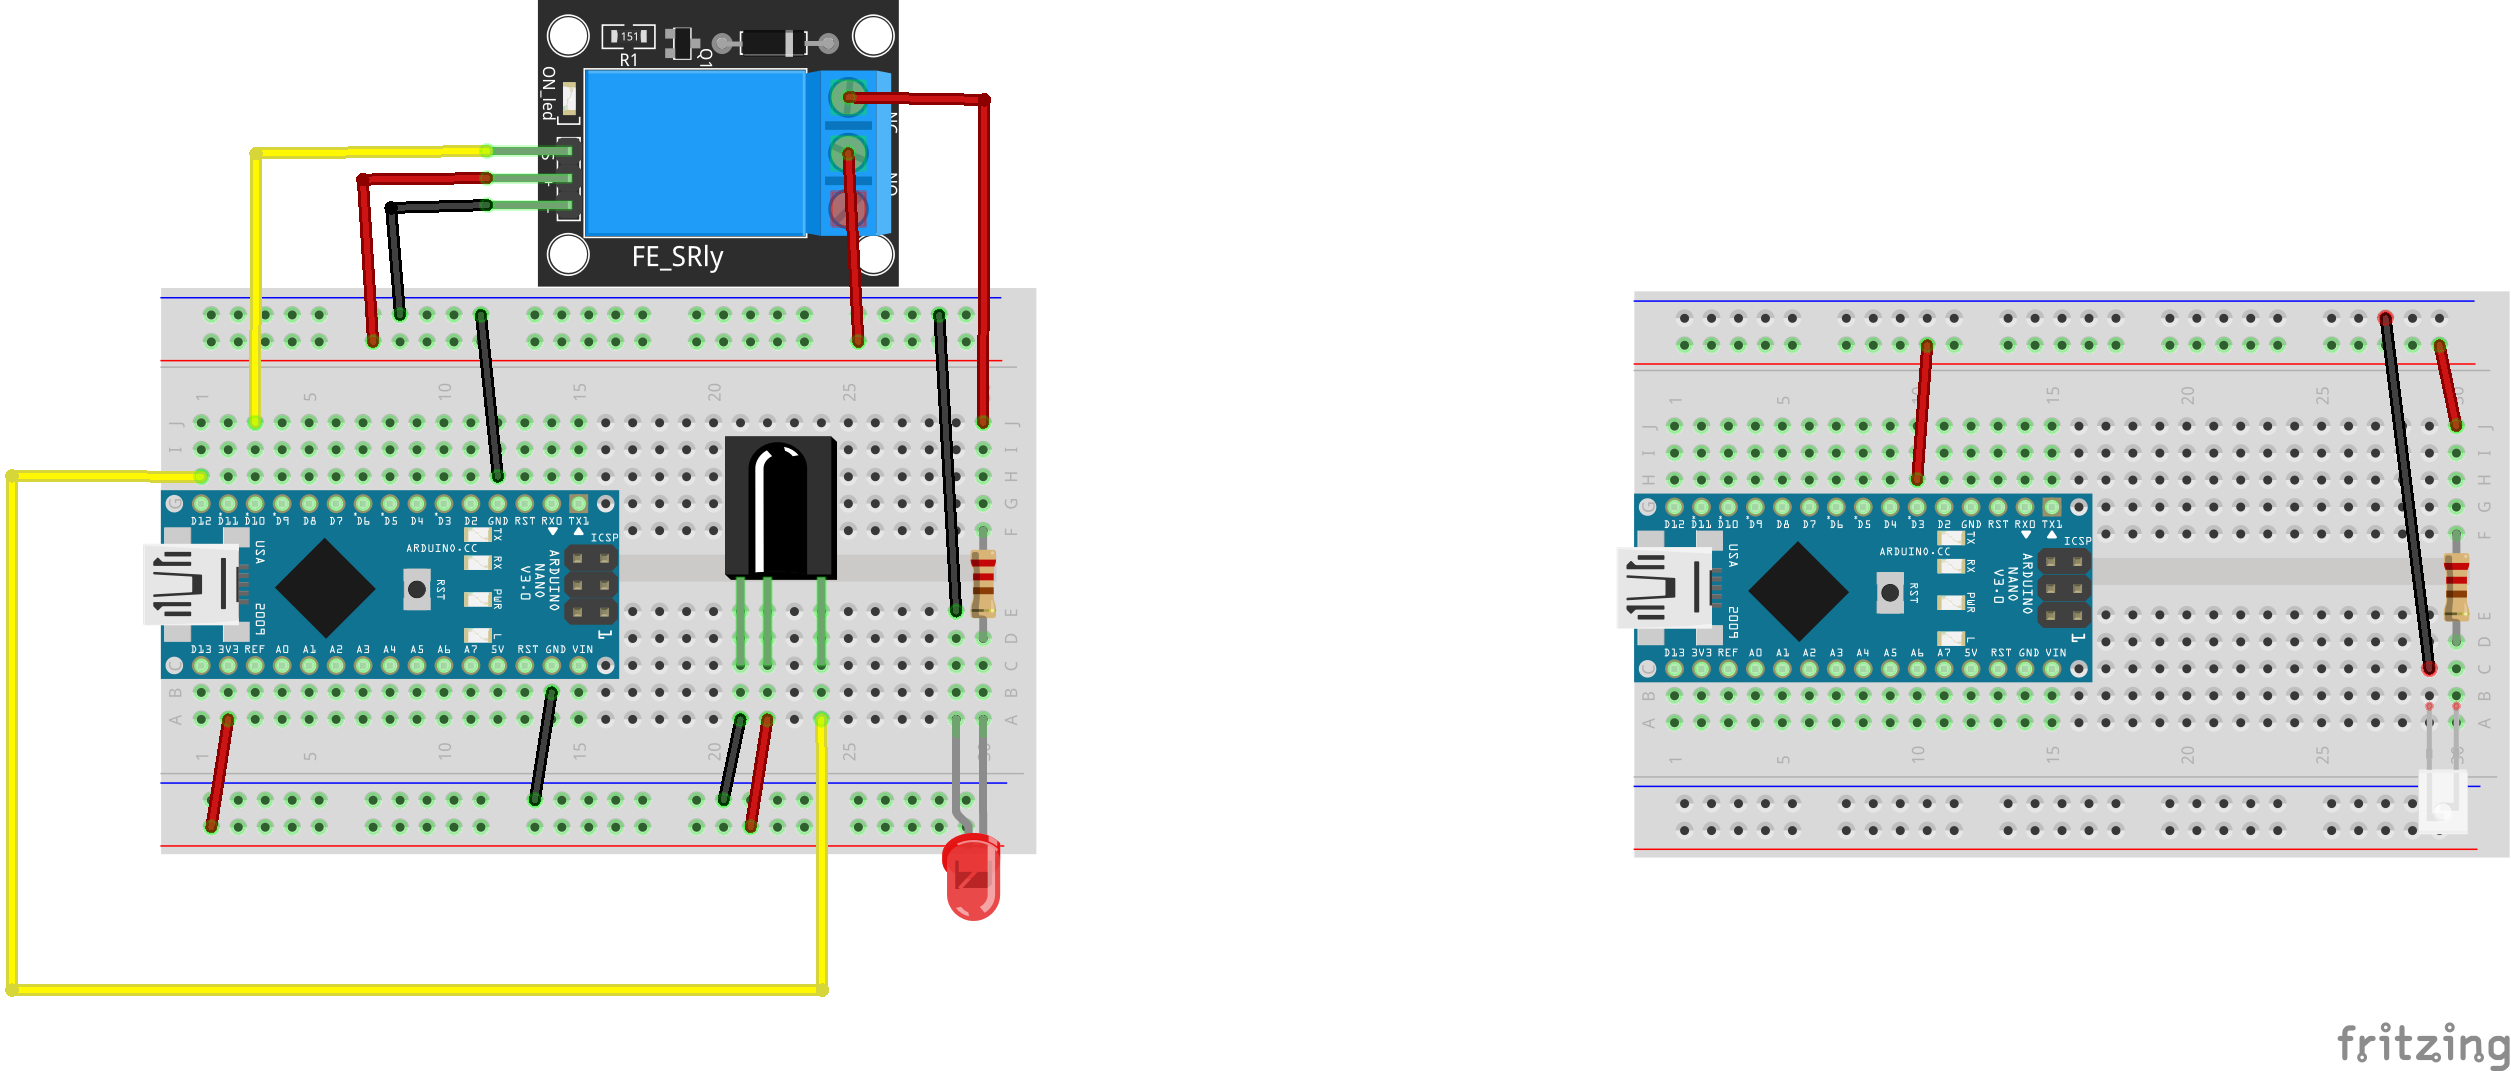 151
R1
Q1
ON_led
S
+
-
NC
NO
FE_SRly
1 5 10 15 20 25 30
J
I
H
G
F
D12 D11 D10 D9 D8 D7 D6 D5 D4 D3 D2 GND RST RX0 TX1
ARDUINO.CC
ICSP
TX
RX
PWR
L
RST
USA
2009
ARDUINO
NANO
V3.0
1
D13 3V3 REF A0 A1 A2 A3 A4 A5 A6 A7 5V RST GND VIN
E
D
C
B
A
1 5 10 15 20 25 30
1 5 10 15 20 25 30
J
I
H
G
F
D12 D11 D10 D9 D8 D7 D6 D5 D4 D3 D2 GND RST RX0 TX1
ARDUINO.CC
ICSP
TX
RX
PWR
L
RST
USA
2009
ARDUINO
NANO
V3.0
1
D13 3V3 REF A0 A1 A2 A3 A4 A5 A6 A7 5V RST GND VIN
E
D
C
B
A
1 5 10 15 20 25 30
fritzing